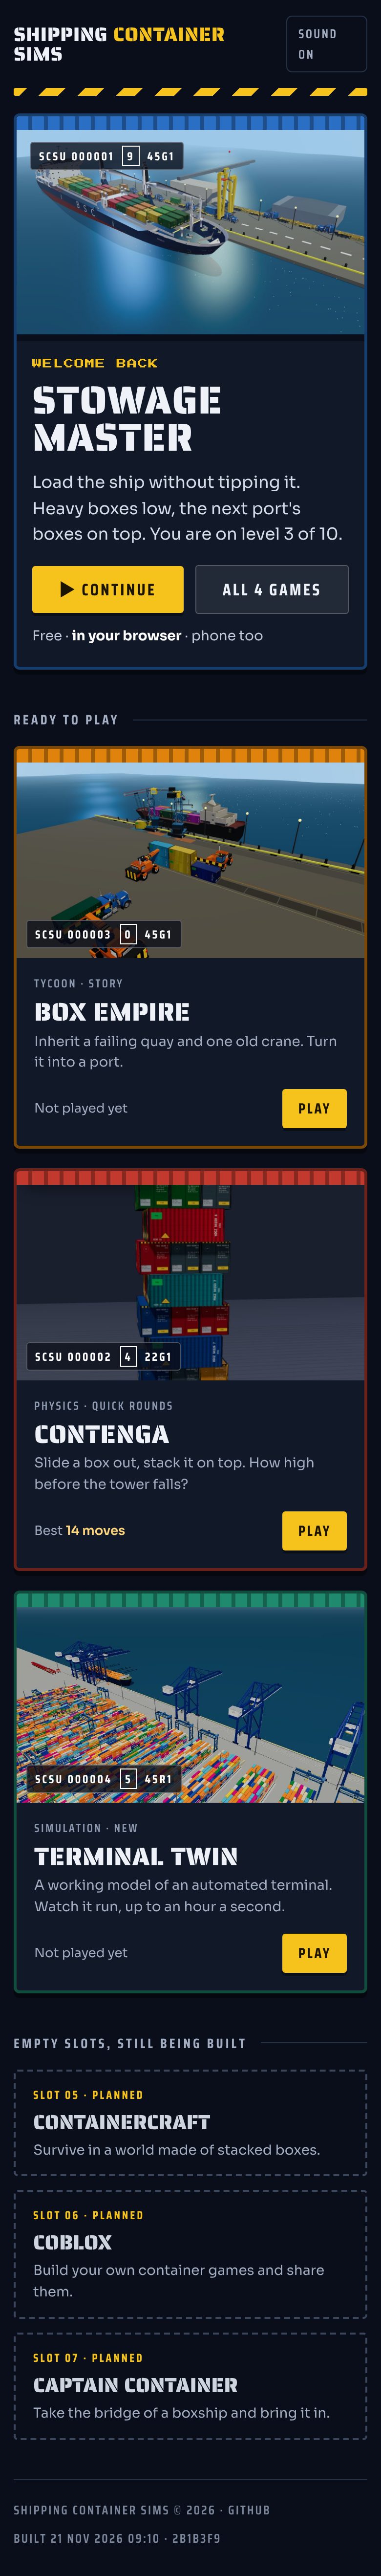 SHIPPING CONTAINER
SIMS
SOUND
ON
SCSU 000001 9 45G1
WELCOME BACK
STOWAGE
MASTER
Load the ship without tipping it.
Heavy boxes low, the next port's
boxes on top. You are on level 3 of 10.
▶ CONTINUE
ALL 4 GAMES
Free · in your browser · phone too
READY TO PLAY
SCSU 000003 0 45G1
TYCOON · STORY
BOX EMPIRE
Inherit a failing quay and one old crane. Turn
it into a port.
Not played yet
PLAY
SCSU 000002 4 22G1
PHYSICS · QUICK ROUNDS
CONTENGA
Slide a box out, stack it on top. How high
before the tower falls?
Best 14 moves
PLAY
SCSU 000004 5 45R1
SIMULATION · NEW
TERMINAL TWIN
A working model of an automated terminal.
Watch it run, up to an hour a second.
Not played yet
PLAY
EMPTY SLOTS, STILL BEING BUILT
SLOT 05 · PLANNED
CONTAINERCRAFT
Survive in a world made of stacked boxes.
SLOT 06 · PLANNED
COBLOX
Build your own container games and share
them.
SLOT 07 · PLANNED
CAPTAIN CONTAINER
Take the bridge of a boxship and bring it in.
SHIPPING CONTAINER SIMS © 2026 · GITHUB
BUILT 21 NOV 2026 09:10 · 2B1B3F9